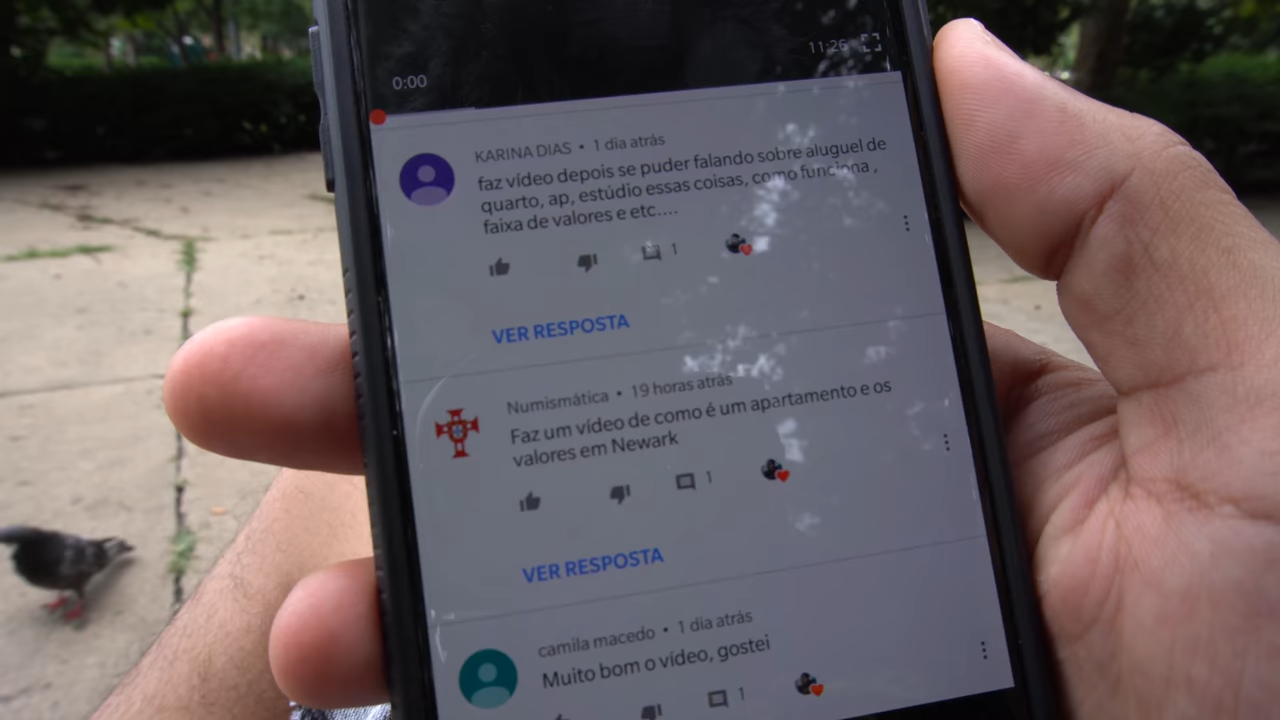 11:26
0:00
KARINA DIAS • 1 dia atrás
faz vídeo depois se puder falando sobre aluguel de
quarto, ap, estúdio essas coisas, como funciona ,
faixa de valores e etc....
1
VER RESPOSTA
Numismática • 19 horas atrás
Faz um vídeo de como é um apartamento e os
valores em Newark
1
VER RESPOSTA
camila macedo • 1 dia atrás
Muito bom o vídeo, gostei
1